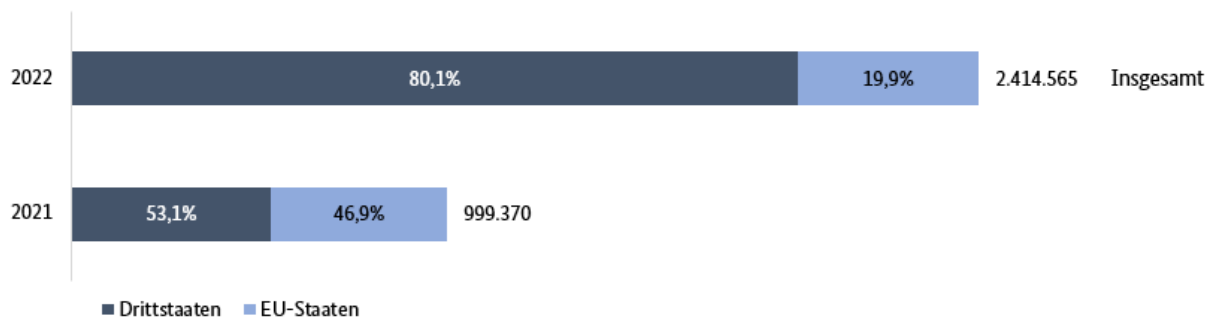 2022 80,1% 19,9% 2.414.565 Insgesamt
2021 53,1% 46,9% 999.370
Drittstaaten EU-Staaten